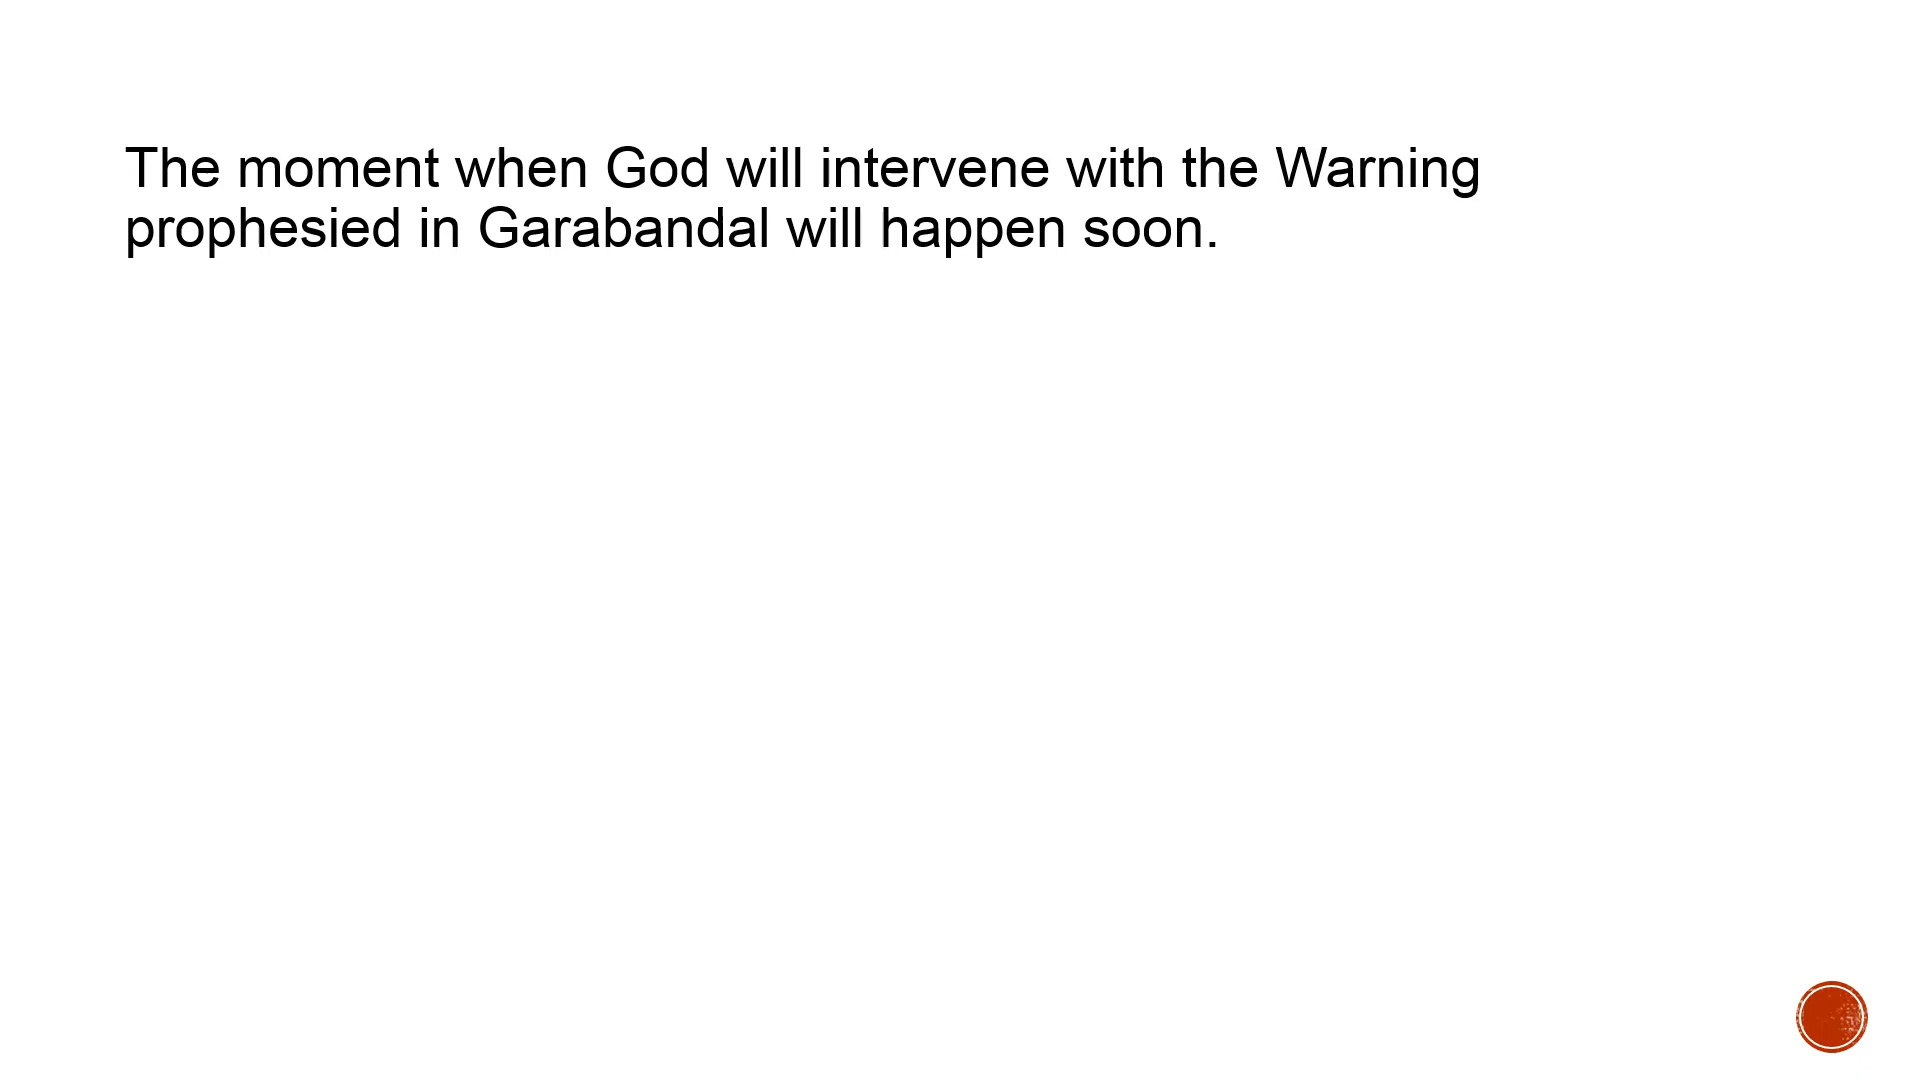 The moment when God will intervene with the Warning
prophesied in Garabandal will happen soon.